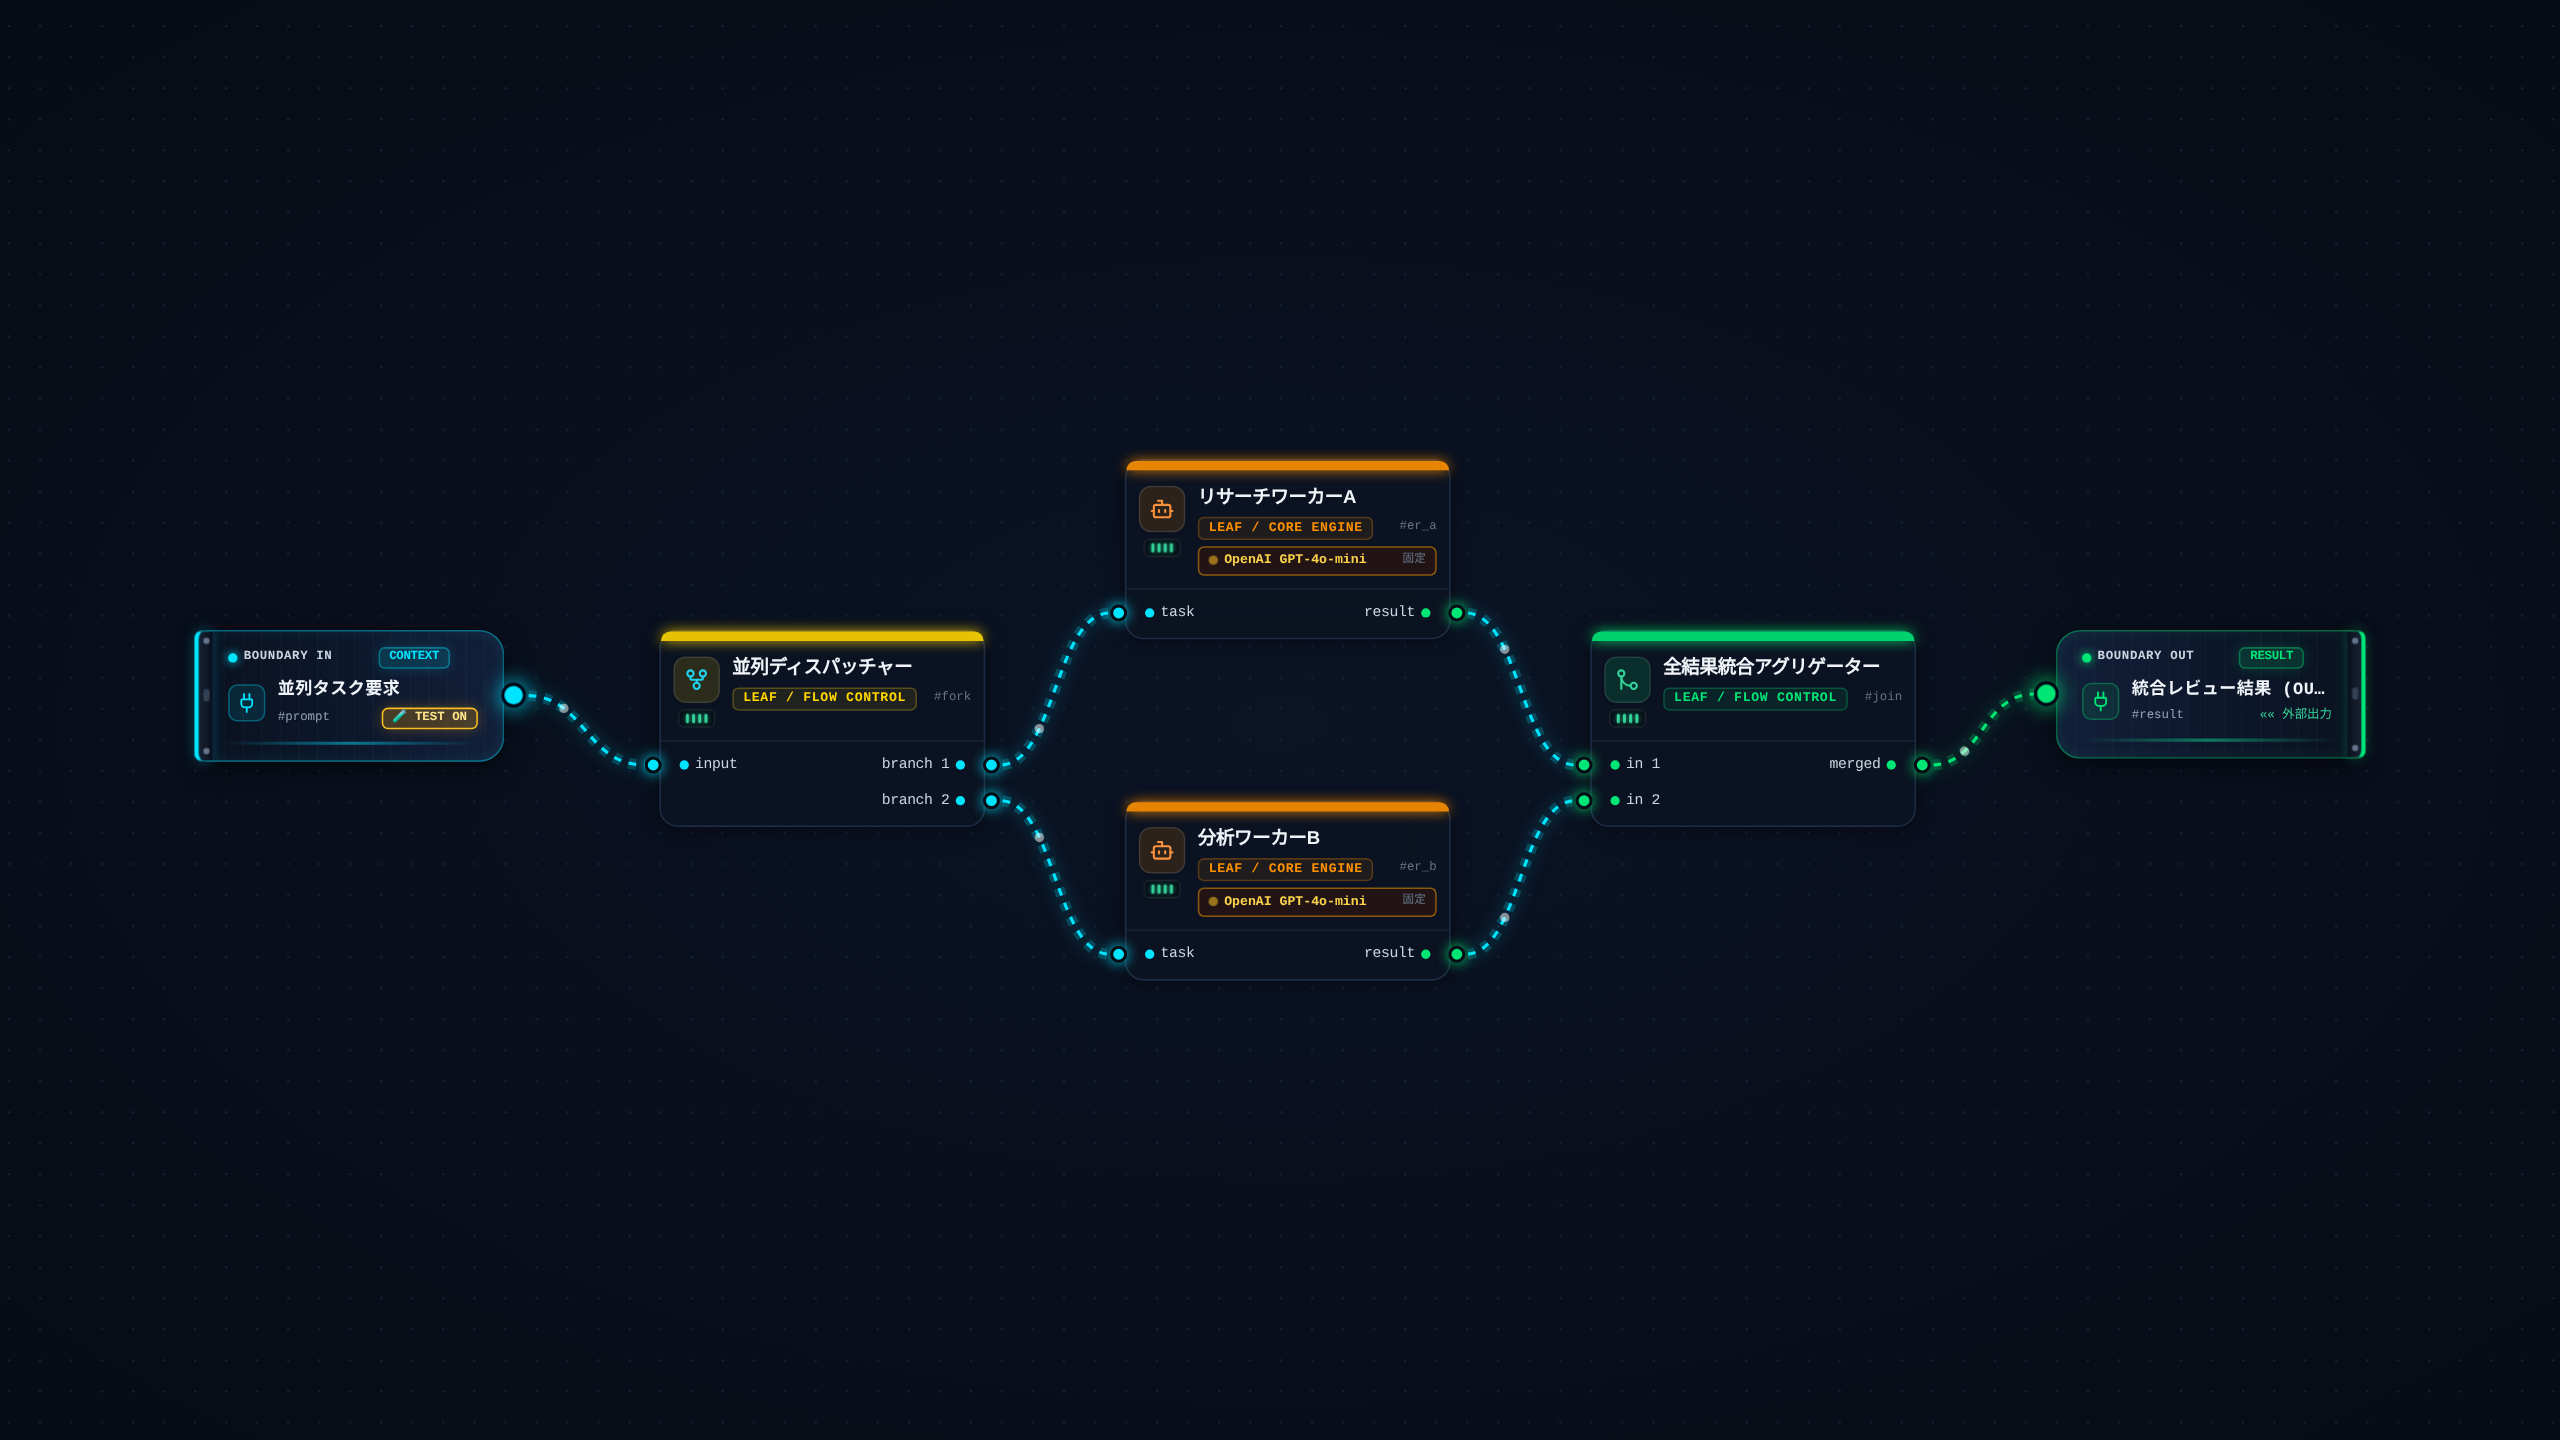 BOUNDARY IN
CONTEXT
並列タスク要求
#prompt
🧪 TEST ON
並列ディスパッチャー
LEAF / FLOW CONTROL
#fork
input
branch 1
branch 2
リサーチワーカーA
LEAF / CORE ENGINE
#er_a
OpenAI GPT-4o-mini
固定
task
result
分析ワーカーB
LEAF / CORE ENGINE
#er_b
OpenAI GPT-4o-mini
固定
task
result
全結果統合アグリゲーター
LEAF / FLOW CONTROL
#join
in 1
merged
in 2
BOUNDARY OUT
RESULT
統合レビュー結果 (OU…
#result
«« 外部出力